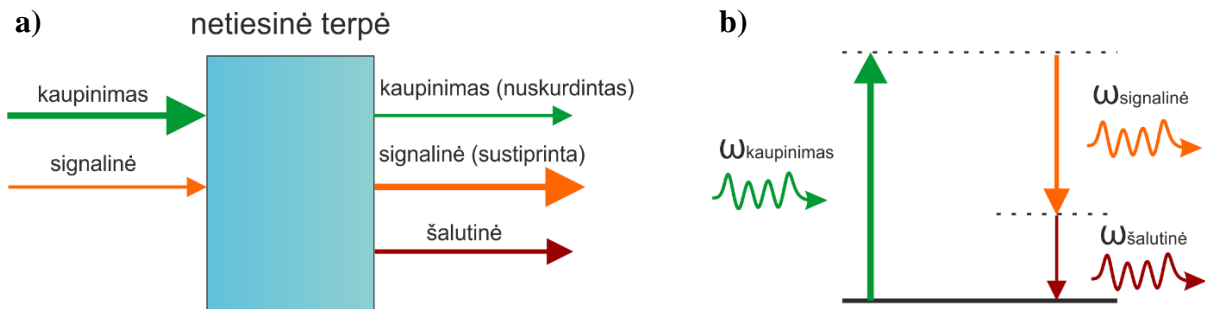 a)
netiesinė terpė
kaupinimas
signalinė
kaupinimas (nuskurdintas)
signalinė (sustiprinta)
šalutinė
b)
ωkaupinimas
ωsignalinė
ωšalutinė